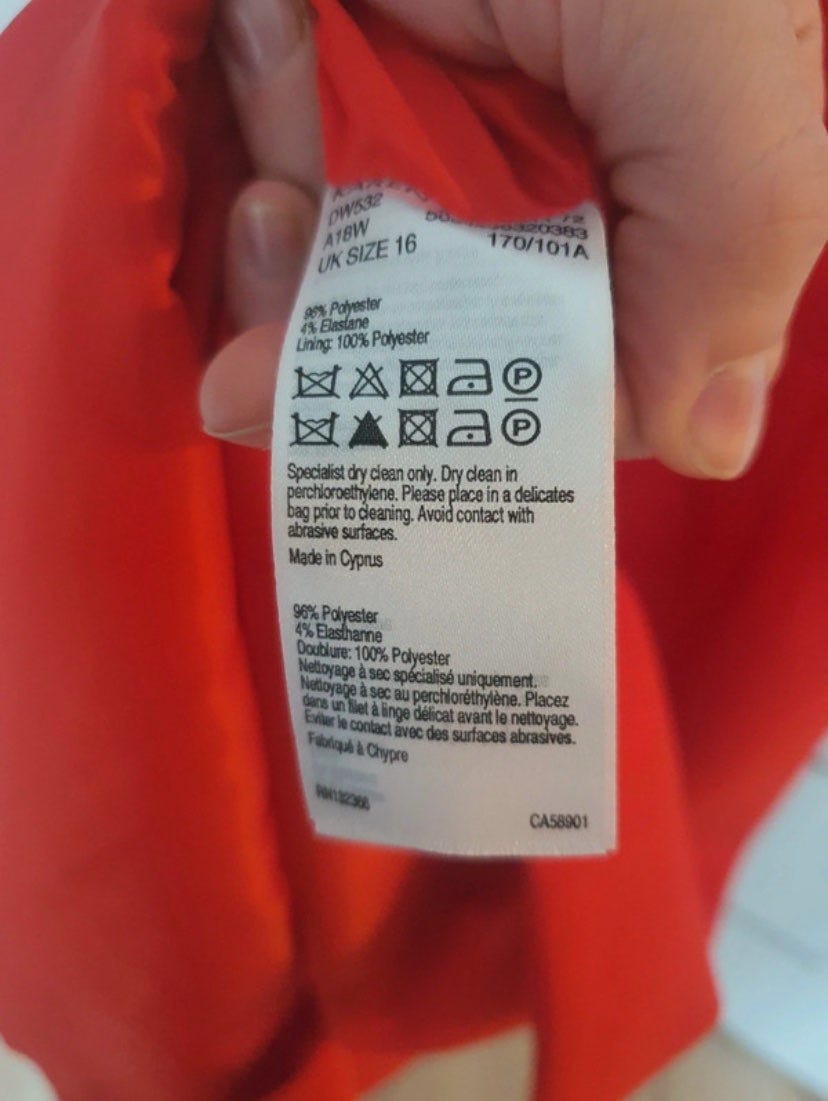 DW532
A18W
UK SIZE 16
170/101A
96% Polyester
4% Elastane
Lining: 100% Polyester
P
P
Specialist dry clean only. Dry clean in
perchloroethylene. Please place in a delicates
bag prior to cleaning. Avoid contact with
abrasive surfaces.
Made in Cyprus
96% Polyester
4% Elasthanne
Doublure: 100% Polyester
Nettoyage à sec spécialisé uniquement.
Nettoyage à sec au perchloréthylène. Placez
dans un filet à linge délicat avant le nettoyage.
Eviter le contact avec des surfaces abrasives.
Fabriqué à Chypre
RN132366
CA58901